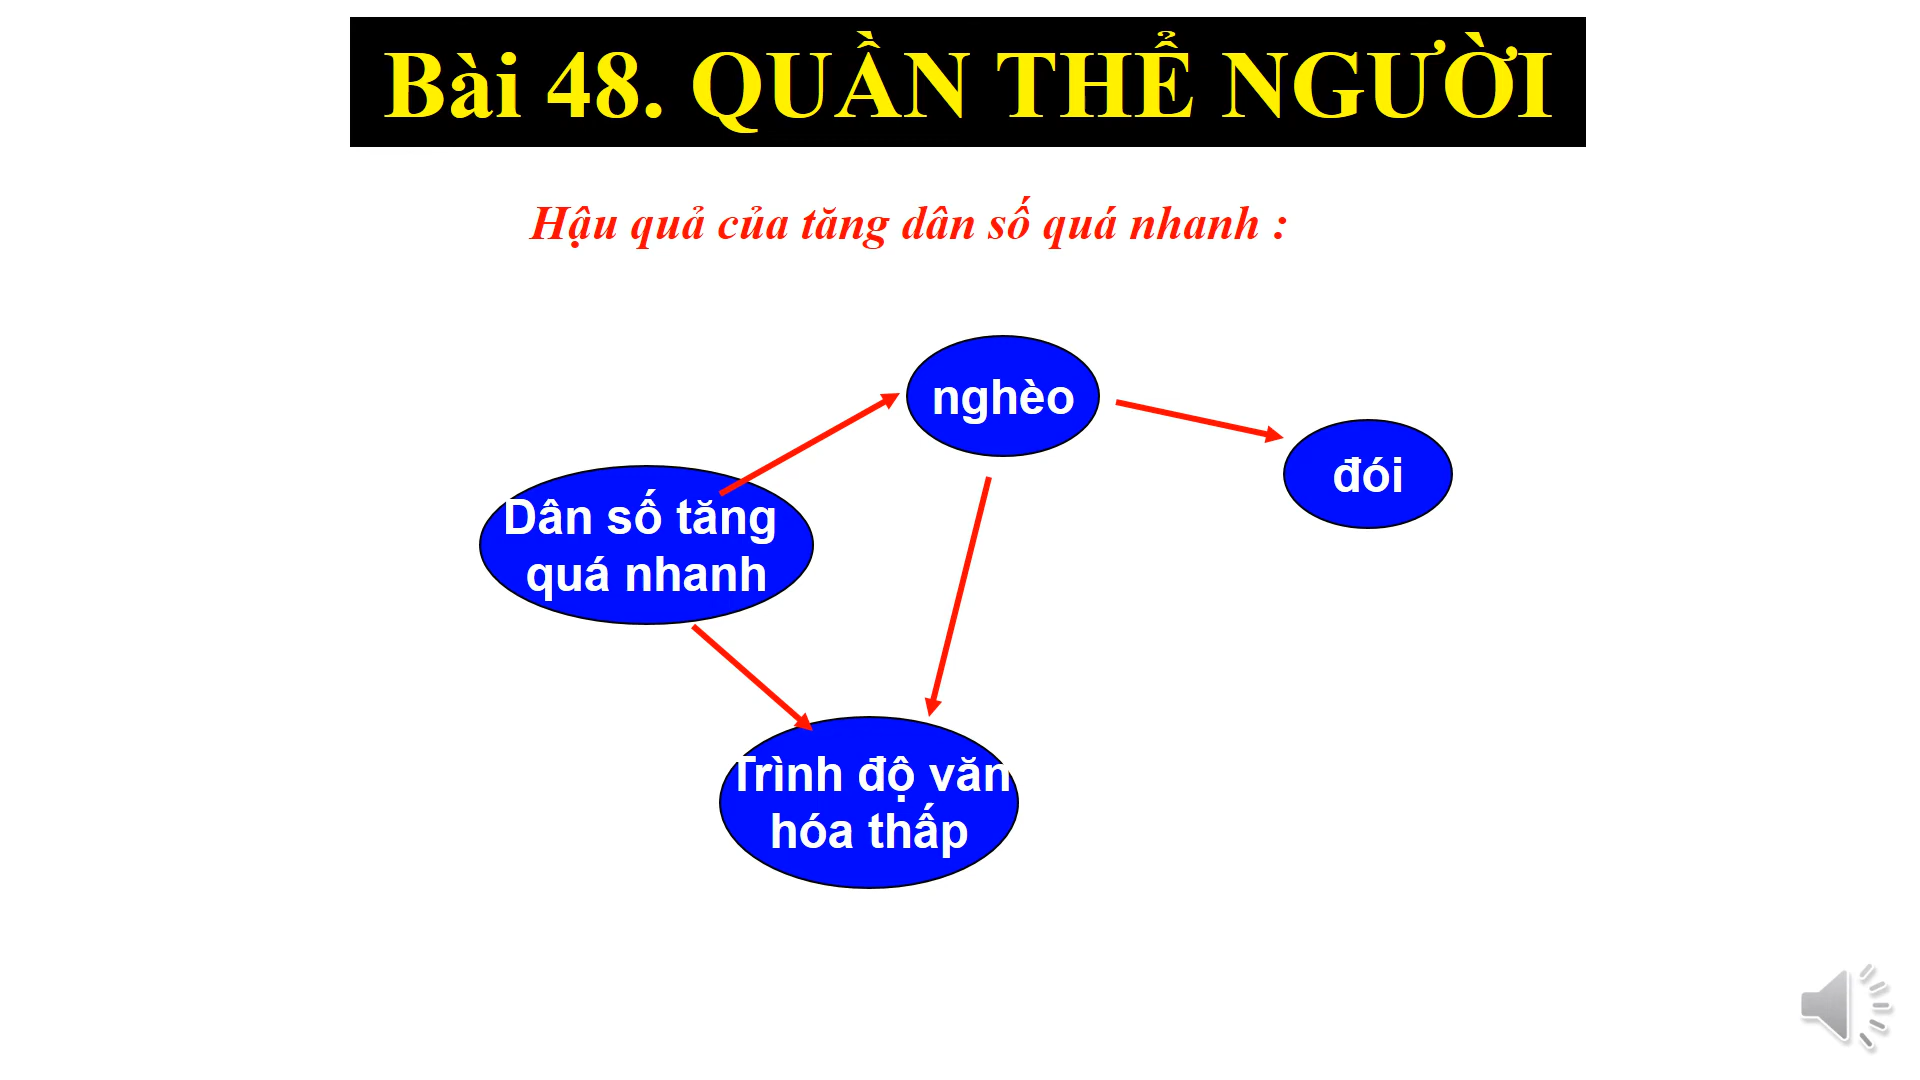 Bài 48. QUẦN THỂ NGƯỜI
Hậu quả của tăng dân số quá nhanh :
nghèo
đói
Dân số tăng
quá nhanh
Trình độ văn
hóa thấp